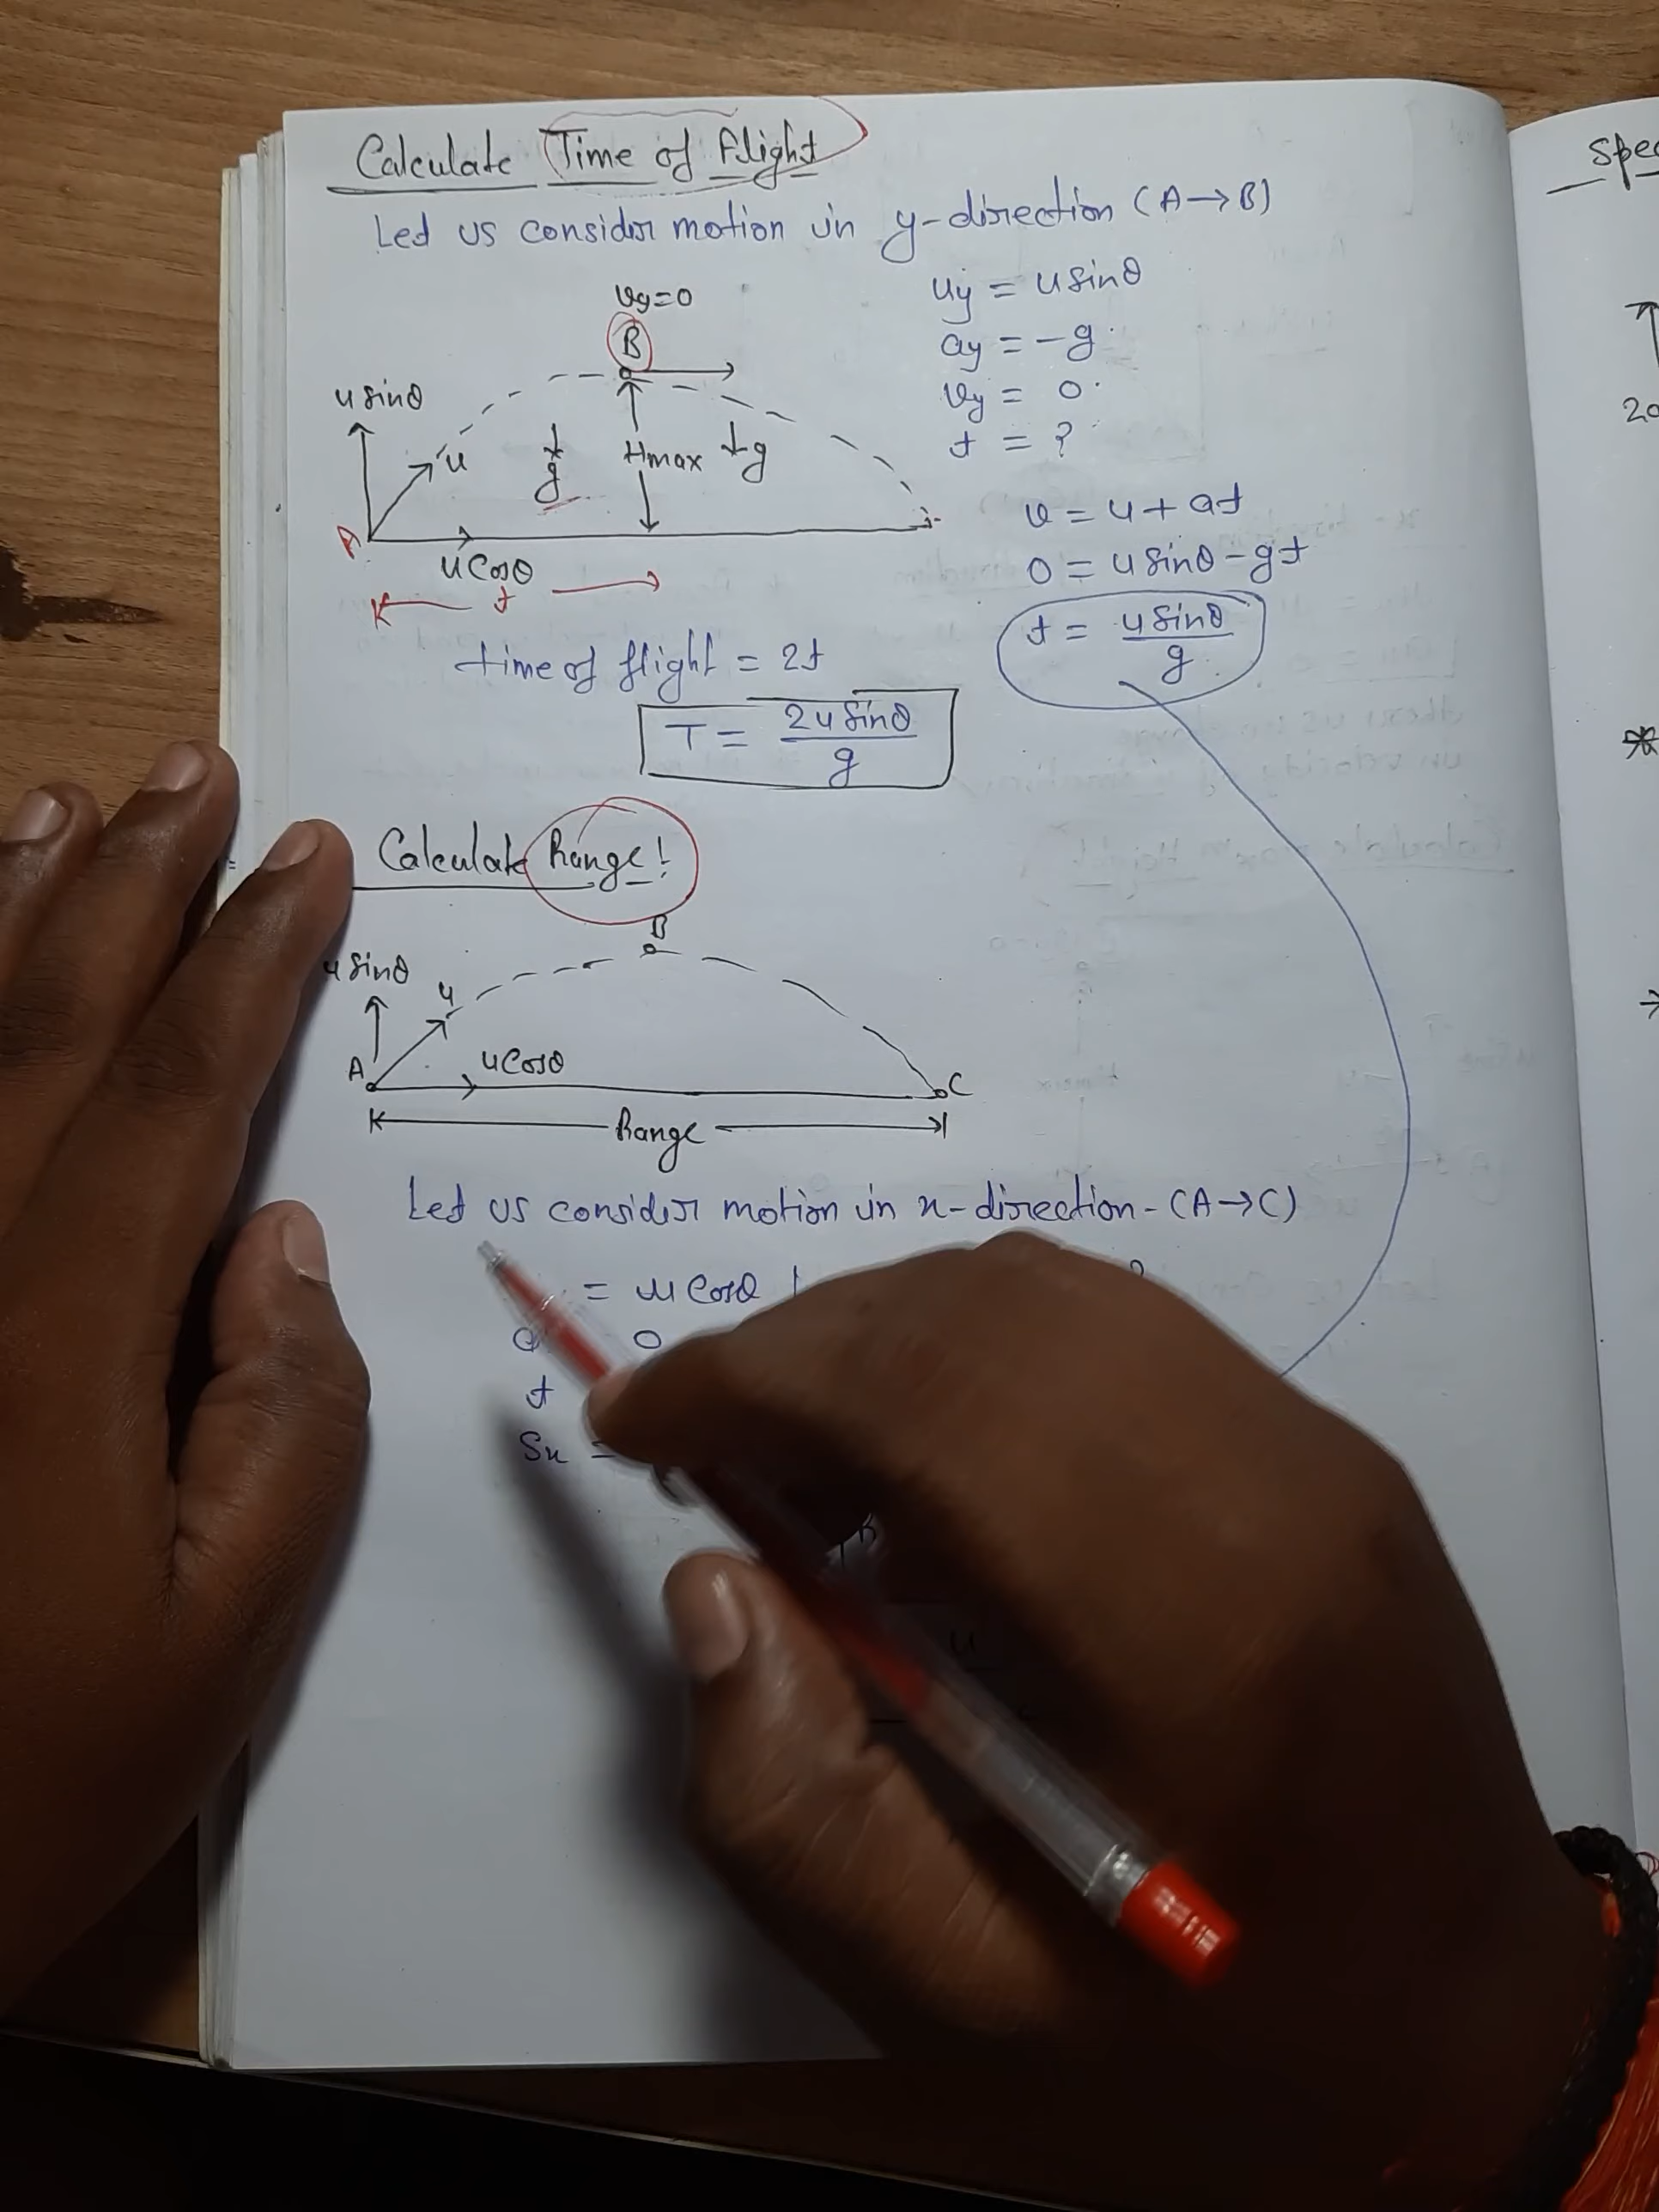 Calculate Time of flight
Let us consider motion in y-direction (A→B)
vy=0
B
u sinθ
u
g
Hmax
g
A
u cosθ
t
uy = u sinθ
ay = -g
vy = 0
t = ?
v = u + at
0 = u sinθ - gt
t = u sinθ / g
time of flight = 2t
T = 2u sinθ / g
Calculate Range!
B
u sinθ
u
A
u cosθ
C
Range
Let us consider motion in x-direction - (A→C)
= u cosθ
0
t
Sx =
u
Spe
20